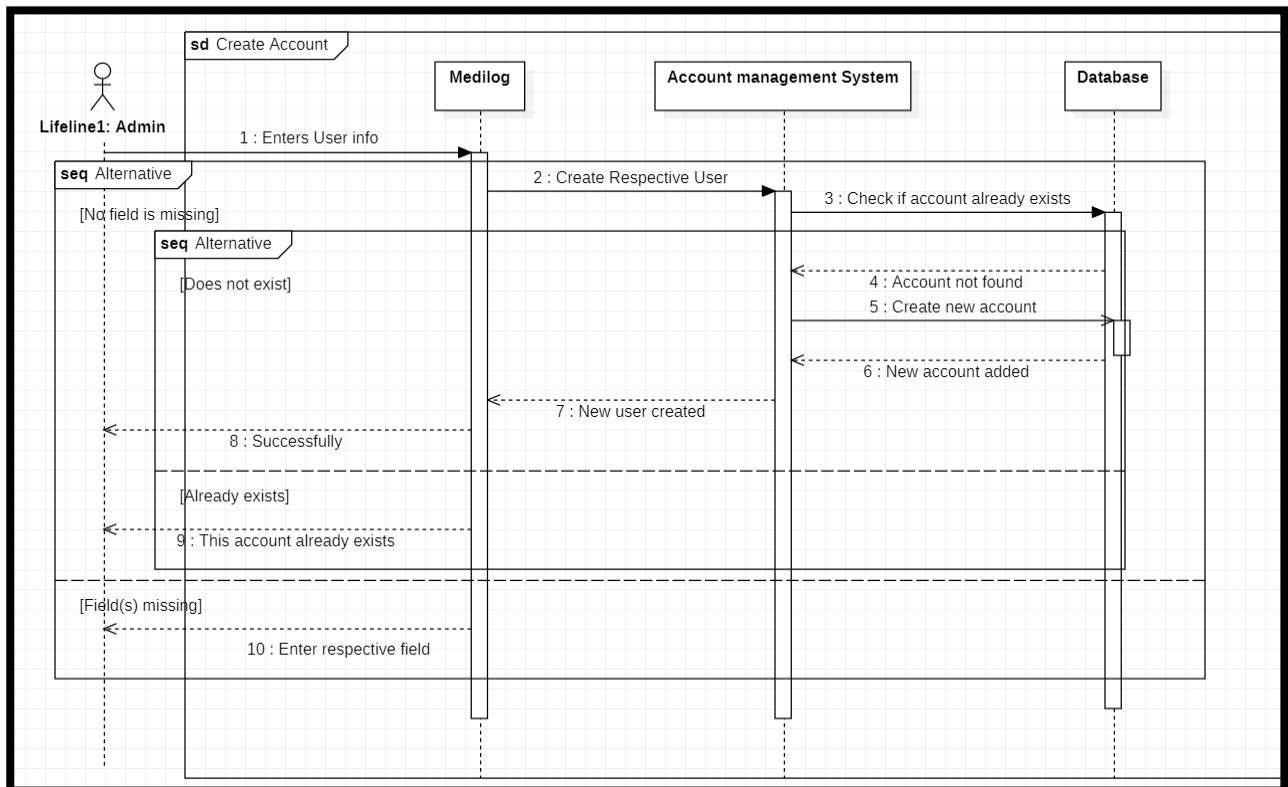 sd Create Account
Medilog
Account management System
Database
Lifeline1: Admin
1 : Enters User info
seq Alternative
2 : Create Respective User
3 : Check if account already exists
[No field is missing]
seq Alternative
[Does not exist]
4 : Account not found
5 : Create new account
6 : New account added
7 : New user created
8 : Successfully
[Already exists]
9 : This account already exists
[Field(s) missing]
10 : Enter respective field